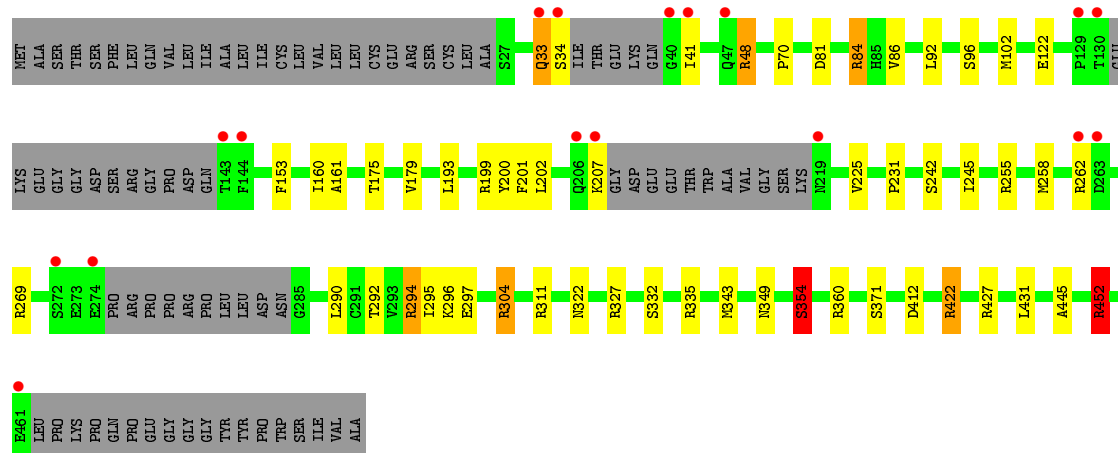 MET ALA SER THR SER SER PHE LEU GLN VAL LEU ILE ALA LEU ILE CYS LEU VAL LEU LEU CYS GLU ARG SER CYS LEU ALA S27 Q33 S34 ILE THR GLU LYS GLN G40 I41 Q47 R48 P70 D81 R84 H85 V86 L92 S96 M102 E122 P129 T130 GLU
LYS GLU GLY GLY ASP SER ARG GLY PRO ASP GLN T143 F144 F153 I160 A161 T175 V179 L193 R199 Y200 F201 L202 Q206 K207 GLY ASP GLU GLU THR TRP ALA VAL GLY SER LYS N219 V225 P231 S242 I245 R255 M258 R262 D263
R269 S272 E273 E274 PRO ARG PRO PRO ARG PRO LEU LEU ASP ASN G285 L290 C291 T292 V293 R294 I295 K296 E297 R304 R311 N322 R327 S332 R335 M343 N349 S354 R360 S371 D412 R422 R427 L431 A445 R452
E461 LEU PRO LYS PRO GLN PRO GLU GLY GLY GLY TYR TYR PRO TRP SER ILE VAL ALA